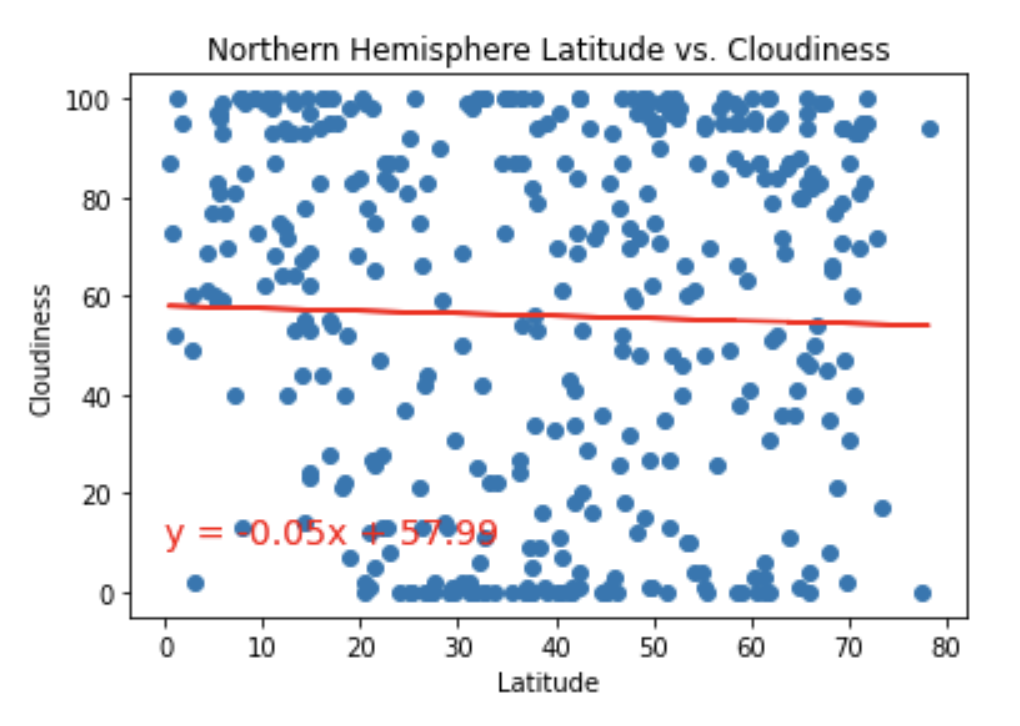 Northern Hemisphere Latitude vs. Cloudiness
100
80
60
40
20
0
Cloudiness
y = -0.05x + 57.99
0 10 20 30 40 50 60 70 80
Latitude